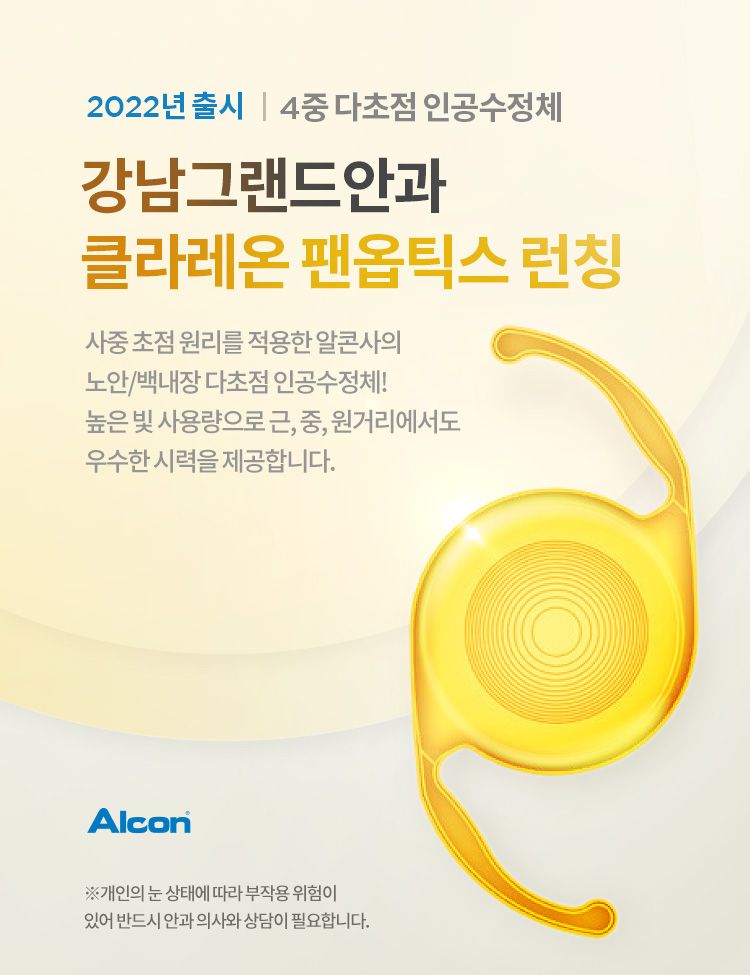 2022년 출시 | 4중 다초점 인공수정체
강남그랜드안과
클라레온 팬옵틱스 런칭
사중 초점 원리를 적용한 알콘사의
노안/백내장 다초점 인공수정체!
높은 빛 사용량으로 근, 중, 원거리에서도
우수한 시력을 제공합니다.
Alcon®
※개인의 눈 상태에 따라 부작용 위험이
있어 반드시 안과 의사와 상담이 필요합니다.